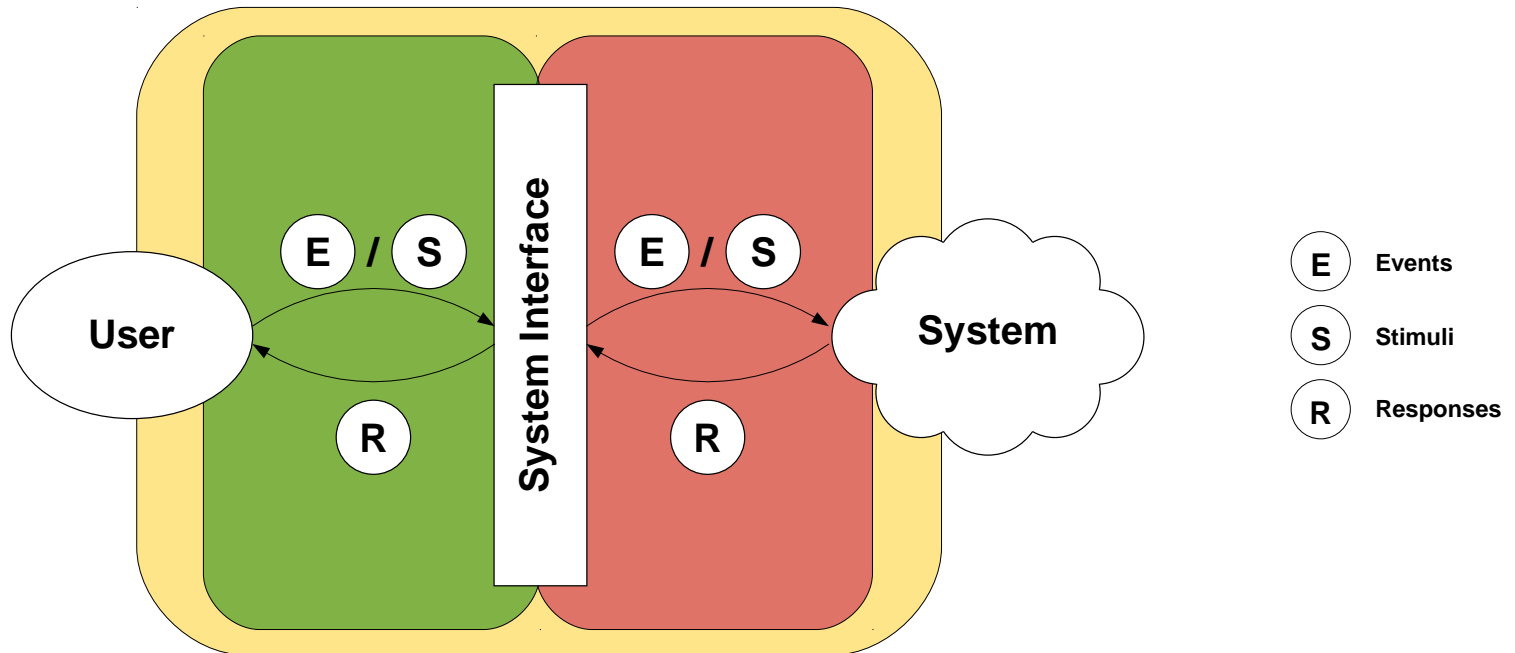 E / S
E / S
User
System Interface
System
R
R
E Events
S Stimuli
R Responses